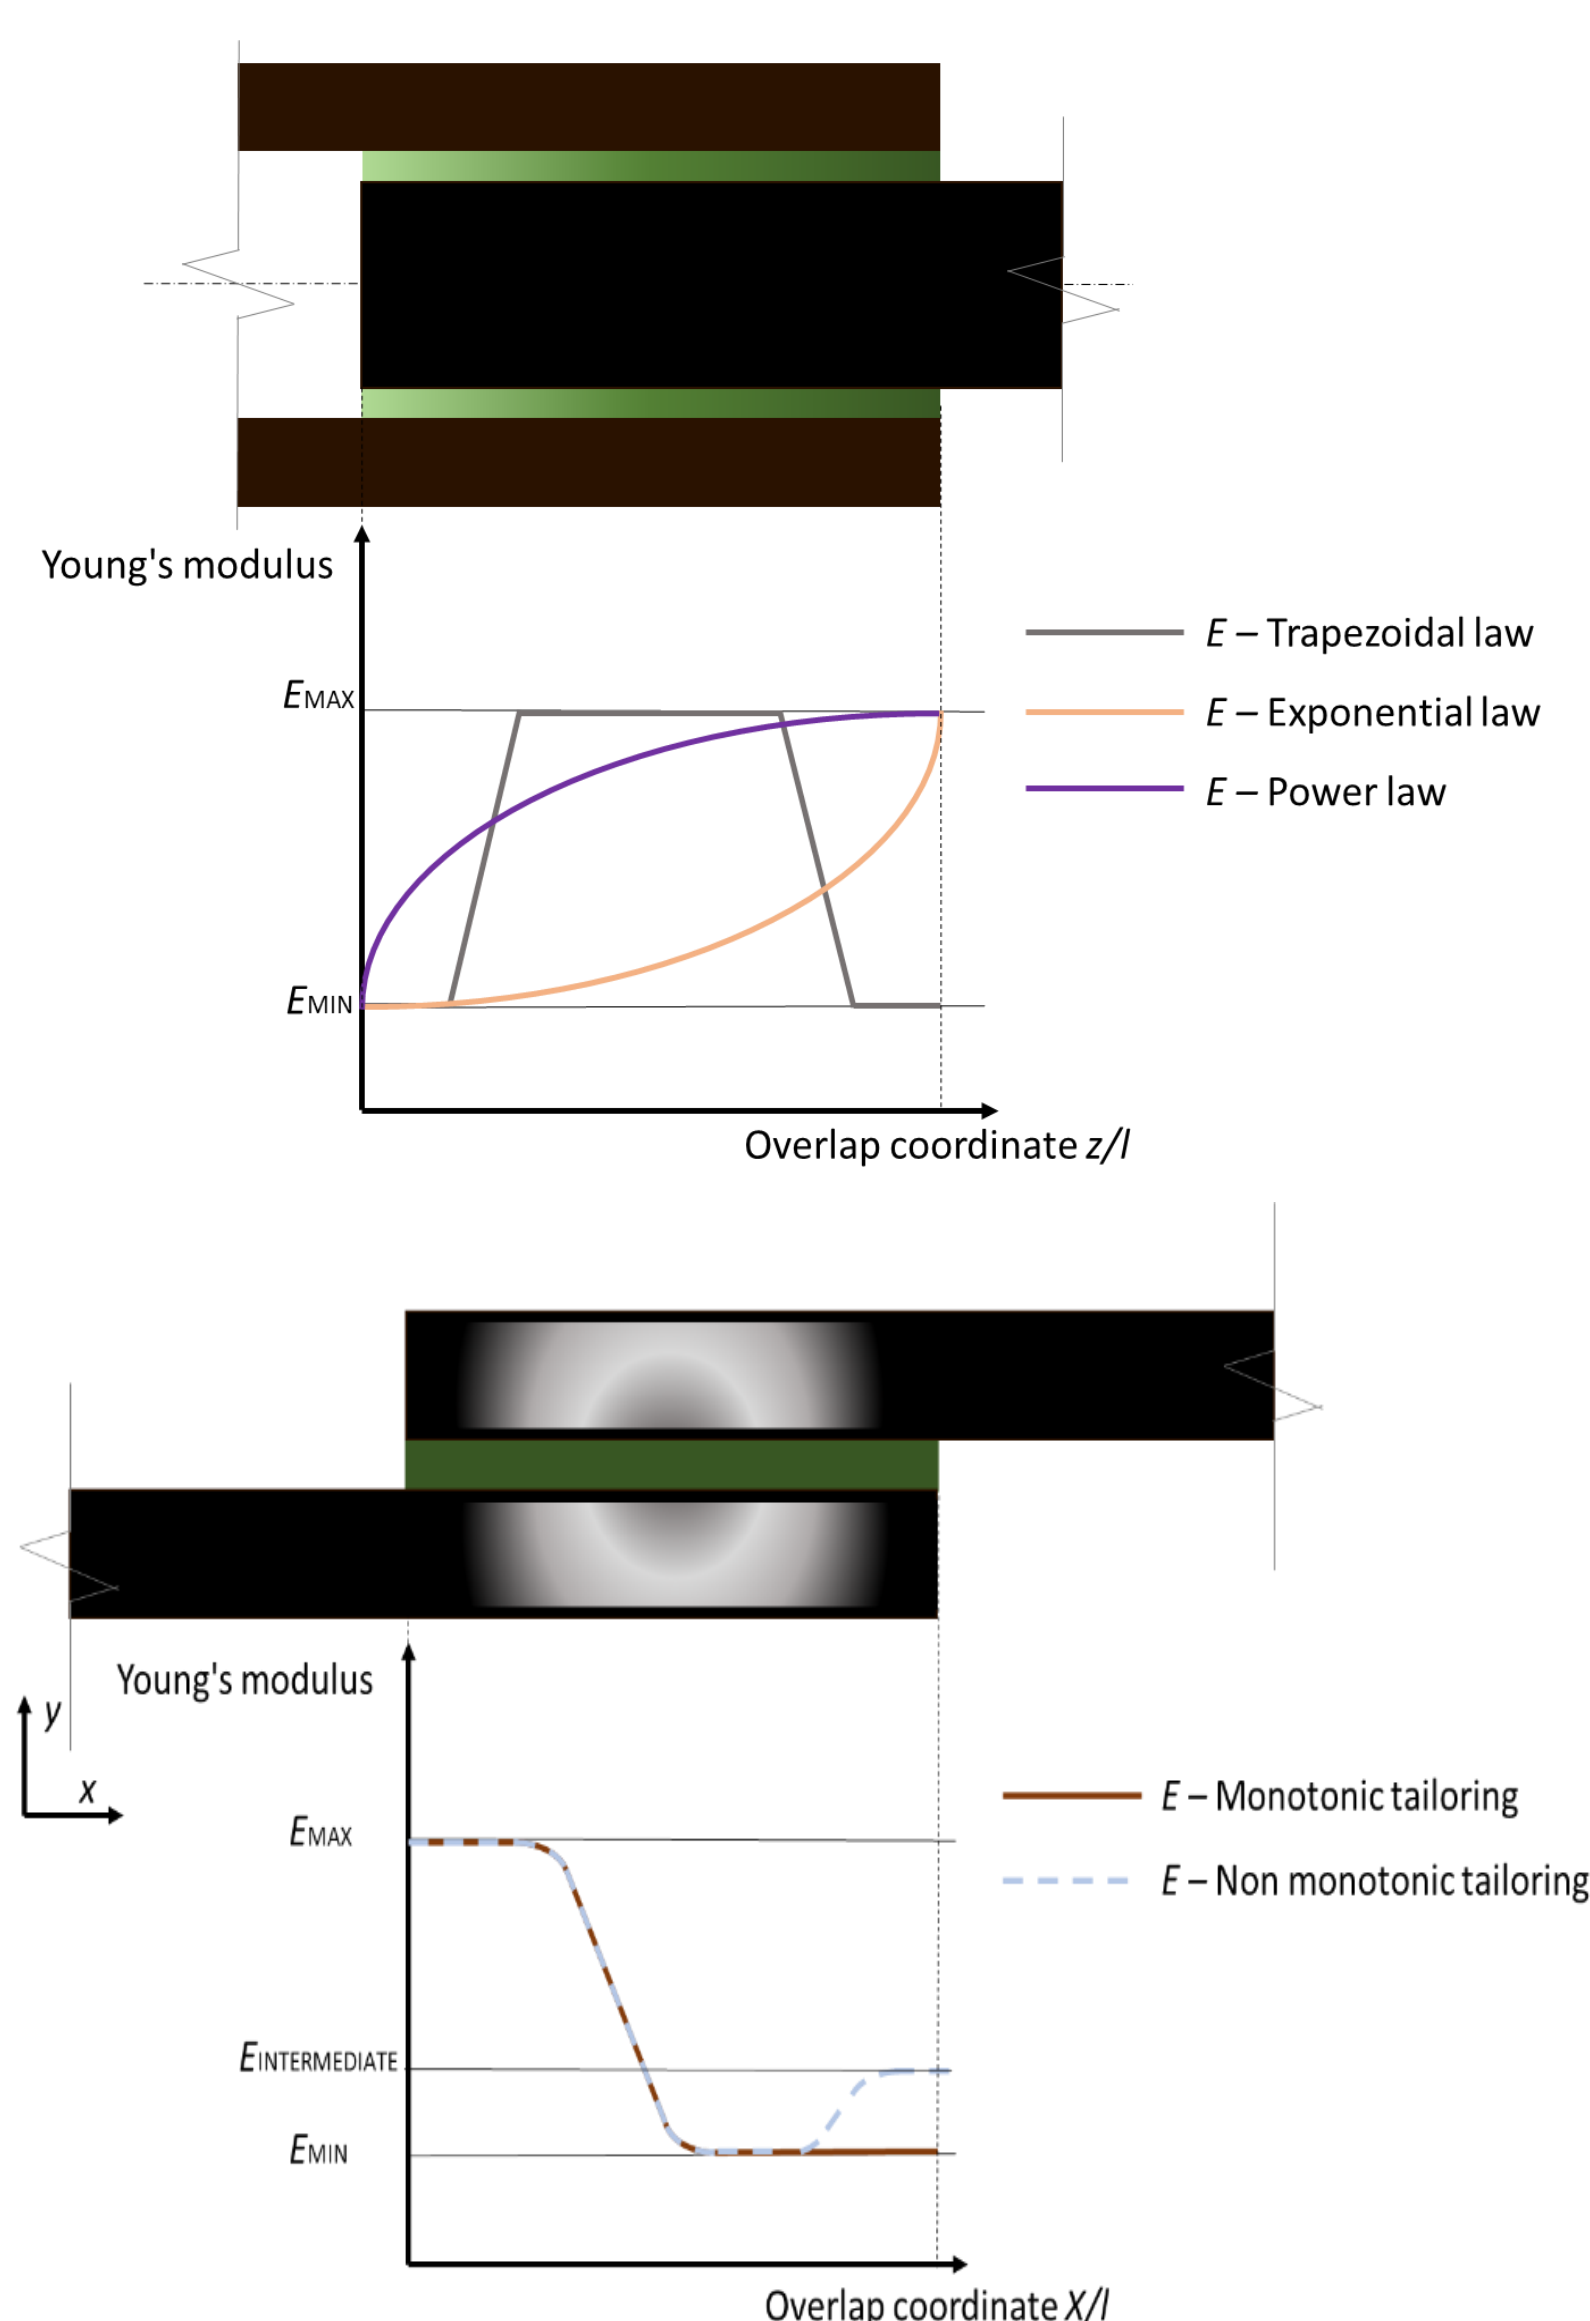 Young's modulus
E – Trapezoidal law
EMAX
E – Exponential law
E – Power law
EMIN
Overlap coordinate z/l
Young's modulus
y
x
E – Monotonic tailoring
EMAX
E – Non monotonic tailoring
EINTERMEDIATE
EMIN
Overlap coordinate X/l